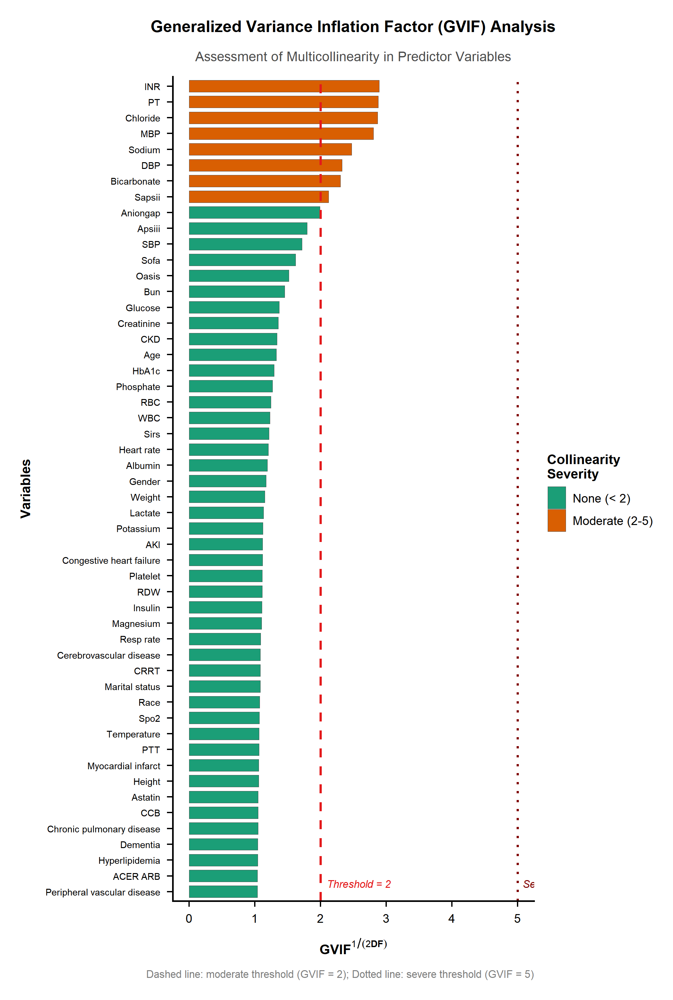 Generalized Variance Inflation Factor (GVIF) Analysis
Assessment of Multicollinearity in Predictor Variables
Variables
INR
PT
Chloride
MBP
Sodium
DBP
Bicarbonate
Sapsii
Aniongap
Apsiii
SBP
Sofa
Oasis
Bun
Glucose
Creatinine
CKD
Age
HbA1c
Phosphate
RBC
WBC
Sirs
Heart rate
Albumin
Gender
Weight
Lactate
Potassium
AKI
Congestive heart failure
Platelet
RDW
Insulin
Magnesium
Resp rate
Cerebrovascular disease
CRRT
Marital status
Race
Spo2
Temperature
PTT
Myocardial infarct
Height
Astatin
CCB
Chronic pulmonary disease
Dementia
Hyperlipidemia
ACER ARB
Peripheral vascular disease
Threshold = 2
Se
0 1 2 3 4 5
GVIF^1/(2DF)
Collinearity
Severity
None (< 2)
Moderate (2-5)
Dashed line: moderate threshold (GVIF = 2); Dotted line: severe threshold (GVIF = 5)